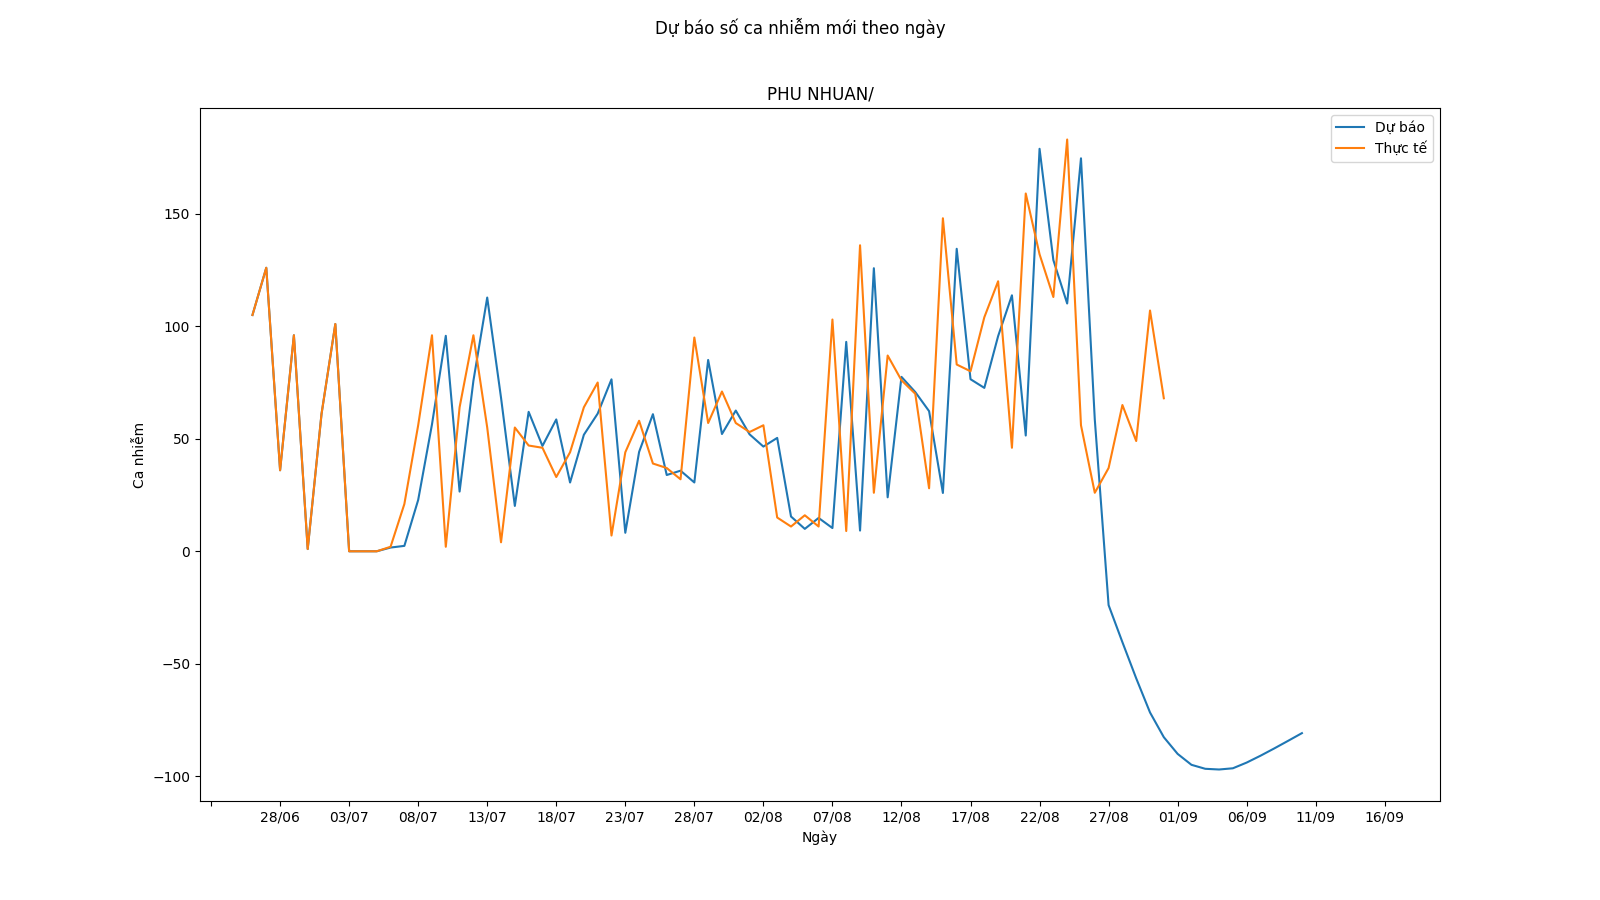 Dự báo số ca nhiễm mới theo ngày
PHU NHUAN/
Dự báo
Thực tế
Ca nhiễm
150
100
50
0
−50
−100
28/06 03/07 08/07 13/07 18/07 23/07 28/07 02/08 07/08 12/08 17/08 22/08 27/08 01/09 06/09 11/09 16/09
Ngày